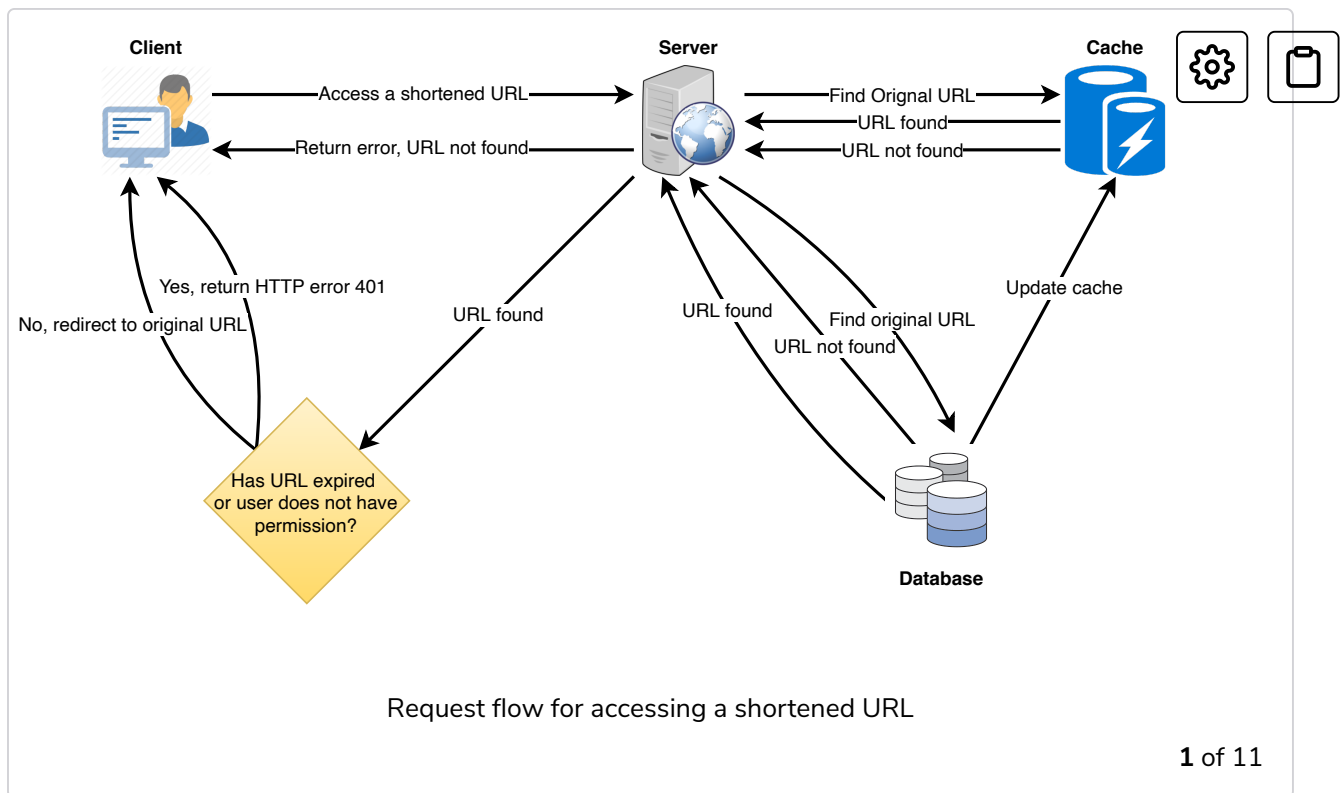 Client
Server
Cache
Access a shortened URL
Find Orignal URL
URL found
Return error, URL not found
URL not found
Yes, return HTTP error 401
No, redirect to original URL
URL found
URL found
Find original URL
URL not found
Update cache
Has URL expired
or user does not have
permission?
Database
Request flow for accessing a shortened URL
1 of 11